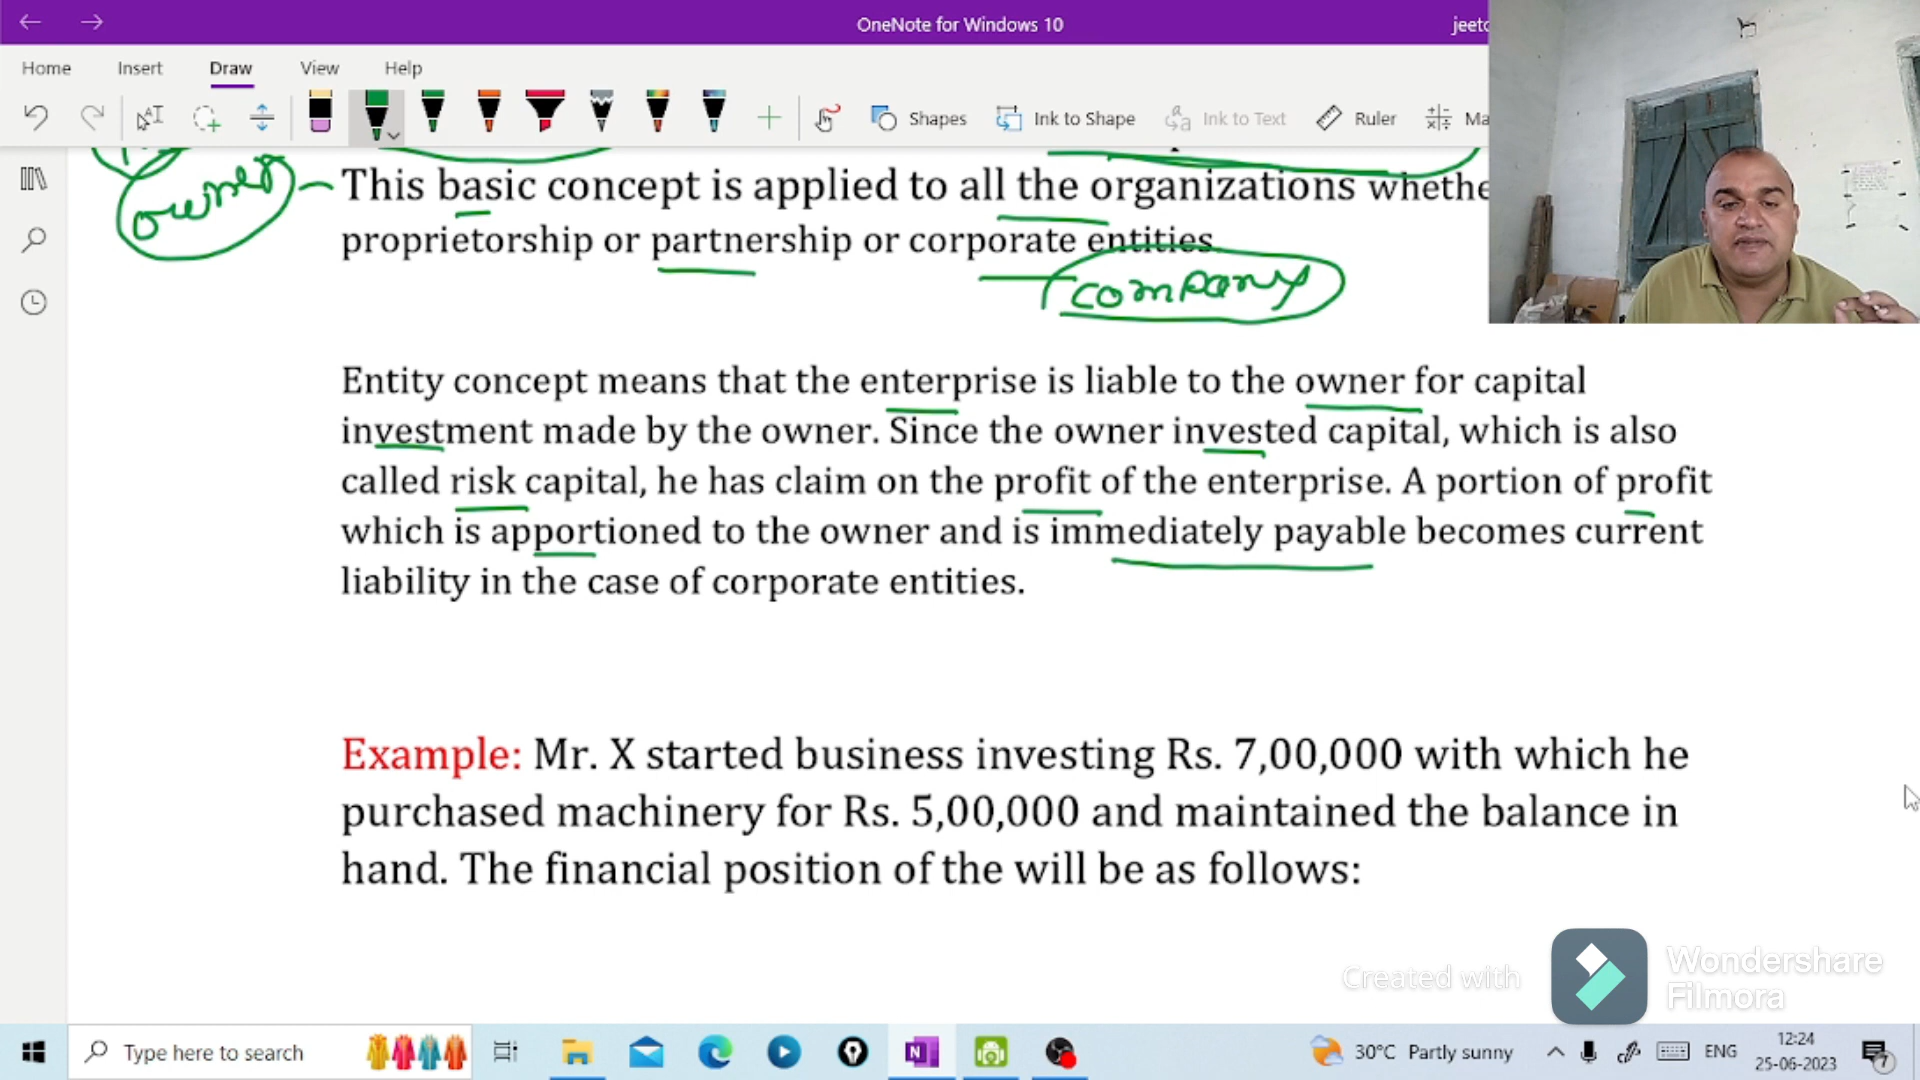 OneNote for Windows 10
Home Insert Draw View Help
Shapes Ink to Shape Ink to Text Ruler Ma
owner
This basic concept is applied to all the organizations whethe
proprietorship or partnership or corporate entities.
company
Entity concept means that the enterprise is liable to the owner for capital
investment made by the owner. Since the owner invested capital, which is also
called risk capital, he has claim on the profit of the enterprise. A portion of profit
which is apportioned to the owner and is immediately payable becomes current
liability in the case of corporate entities.
Example: Mr. X started business investing Rs. 7,00,000 with which he
purchased machinery for Rs. 5,00,000 and maintained the balance in
hand. The financial position of the will be as follows:
Created with Wondershare
Filmora
Type here to search 30°C Partly sunny ENG 12:24
25-06-2023 7